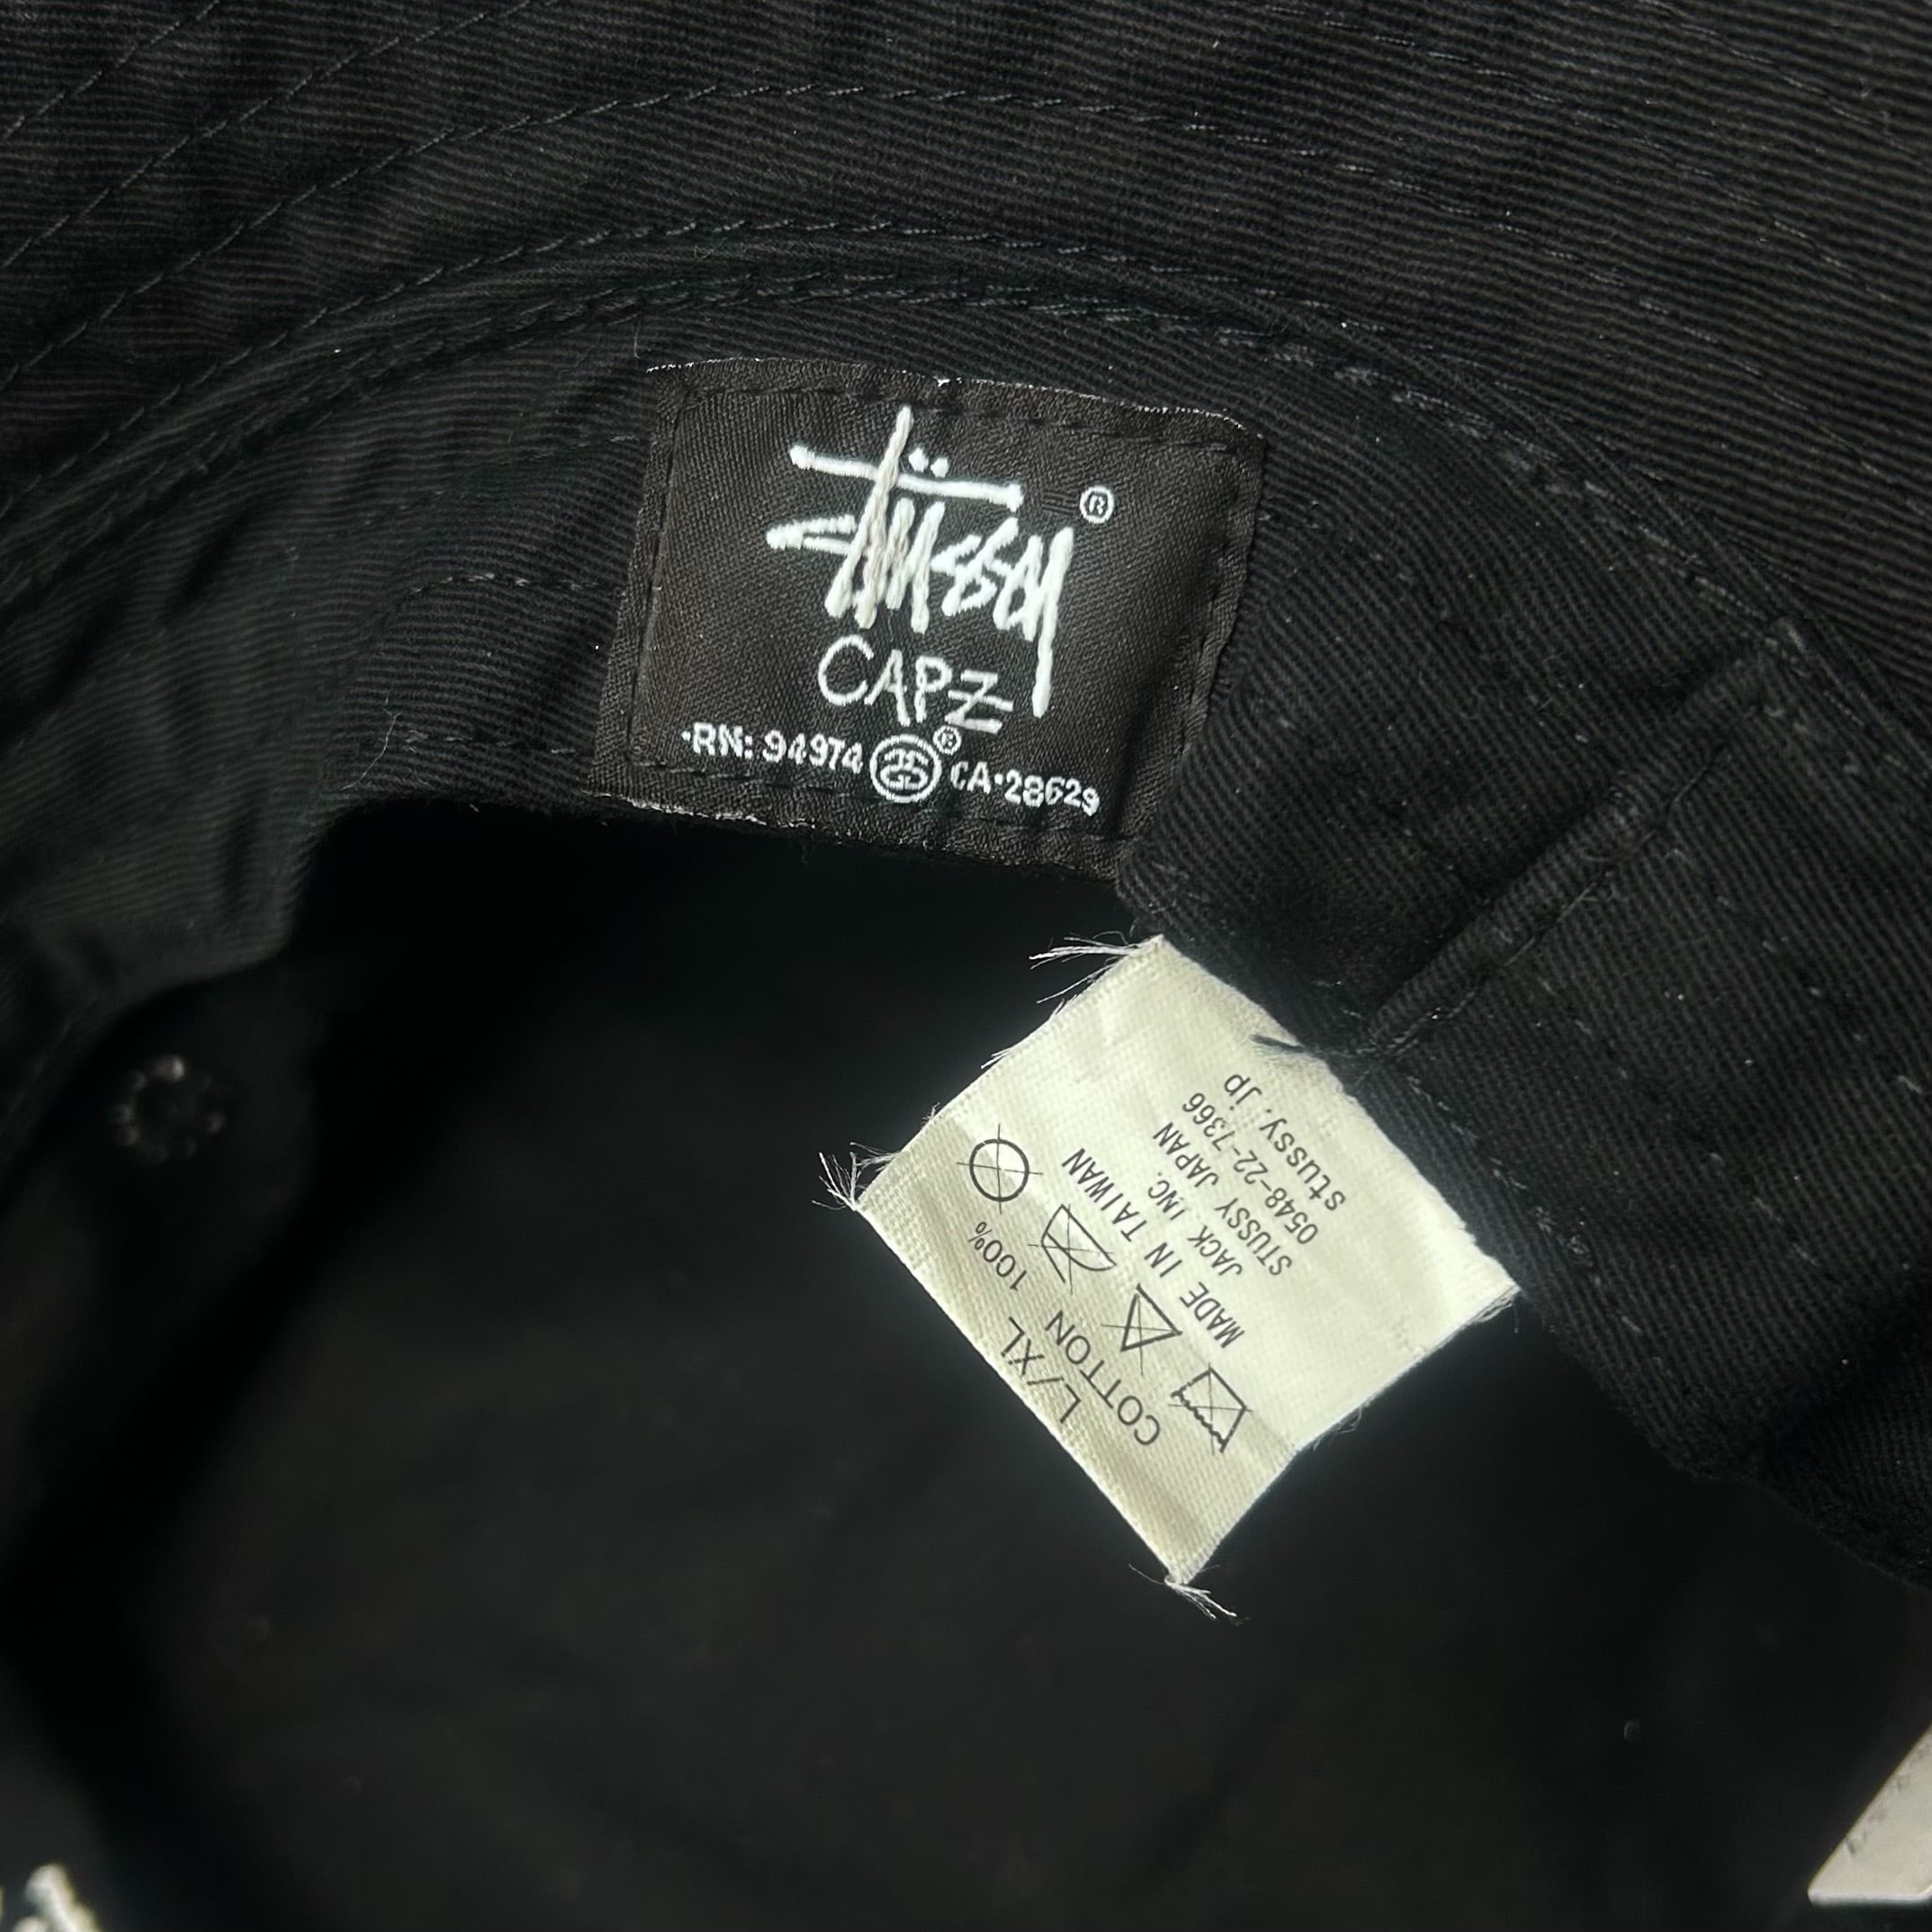 Stüssy ®
CAPZ
·RN: 94974 ® CA·28629
L/XL
COTTON 100%
MADE IN TAIWAN
JACK INC.
STUSSY JAPAN
0548-22-7366
stussy.jp